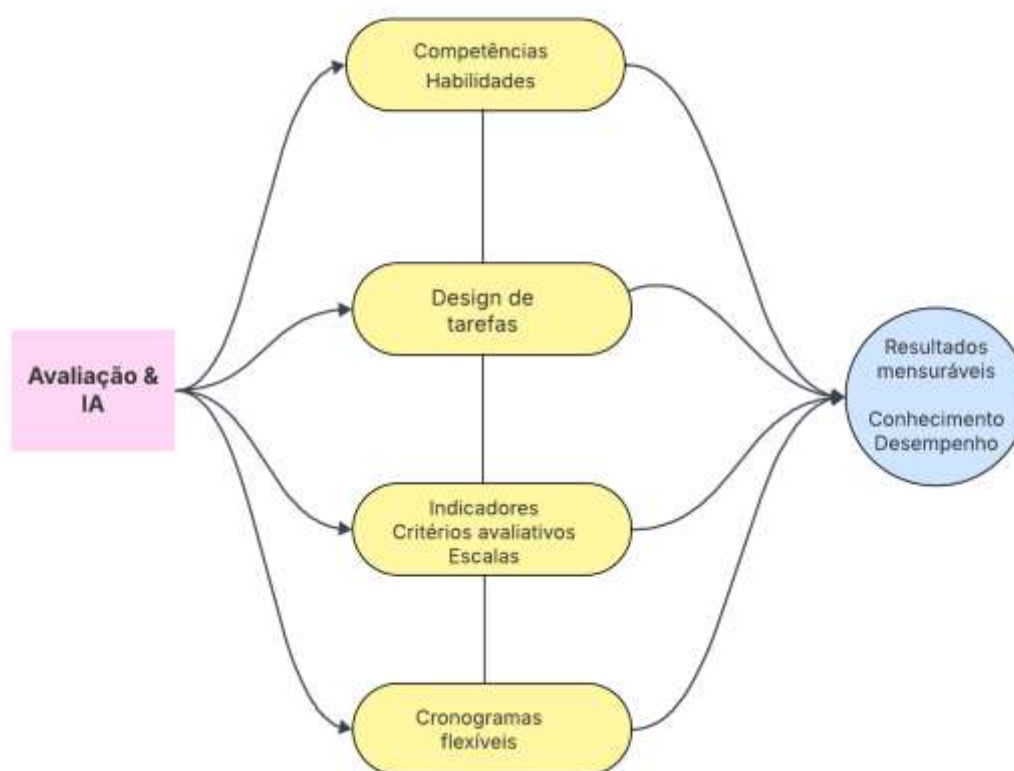 Competências
Habilidades
Design de
tarefas
Avaliação &
IA
Resultados
mensuráveis
Conhecimento
Desempenho
Indicadores
Critérios avaliativos
Escalas
Cronogramas
flexíveis